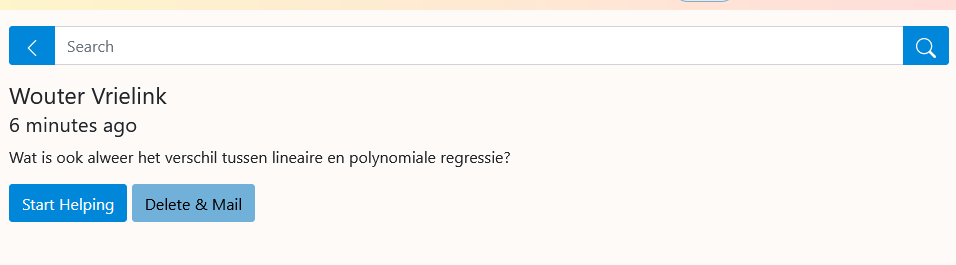 Search
Wouter Vrielink
6 minutes ago
Wat is ook alweer het verschil tussen lineaire en polynomiale regressie?
Start Helping Delete & Mail